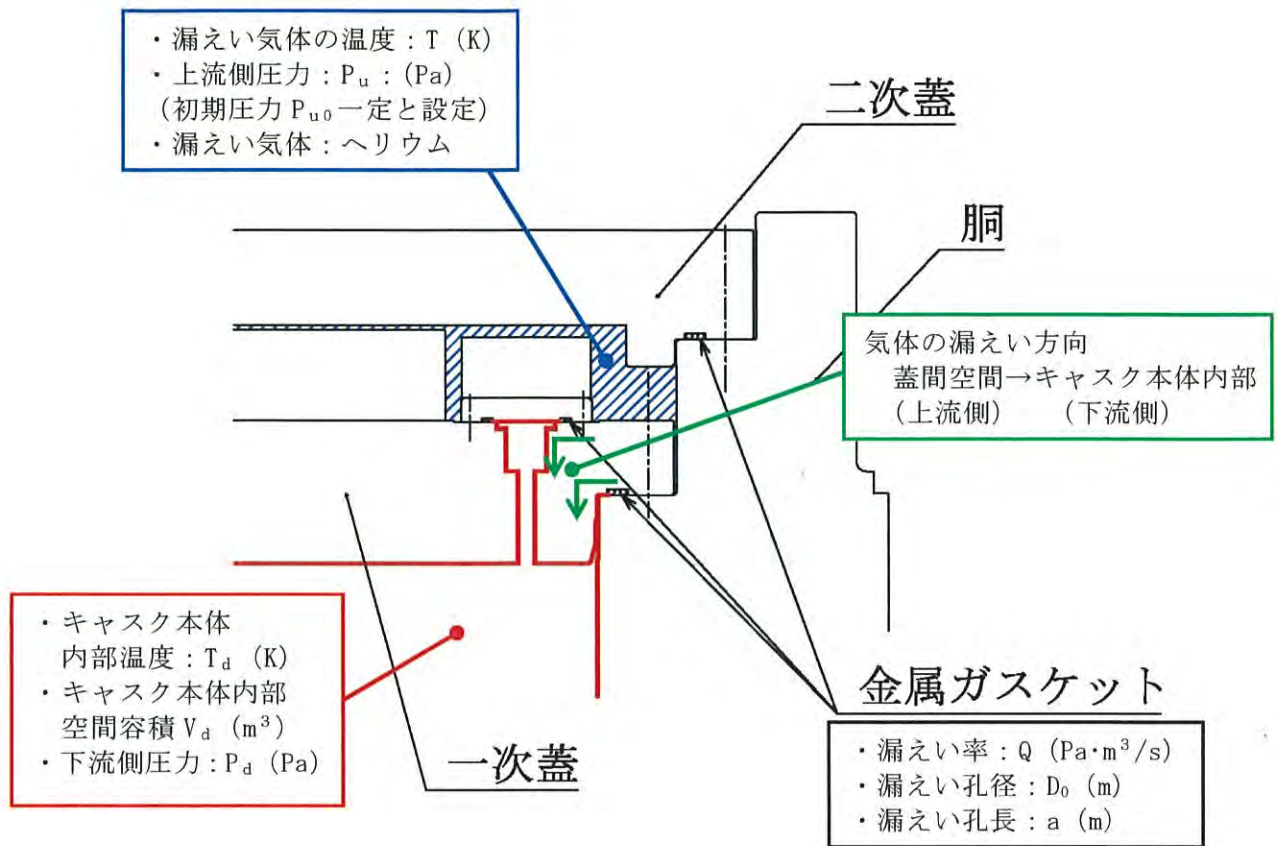 ・漏えい気体の温度：T (K)
・上流側圧力：Pᵤ：(Pa)
（初期圧力 Pᵤ₀一定と設定）
・漏えい気体：ヘリウム
二次蓋
胴
気体の漏えい方向
蓋間空間→キャスク本体内部
（上流側）　（下流側）
・キャスク本体
内部温度：T_d (K)
・キャスク本体内部
空間容積 V_d (m³)
・下流側圧力：P_d (Pa)
一次蓋
金属ガスケット
・漏えい率：Q (Pa·m³/s)
・漏えい孔径：D₀ (m)
・漏えい孔長：a (m)